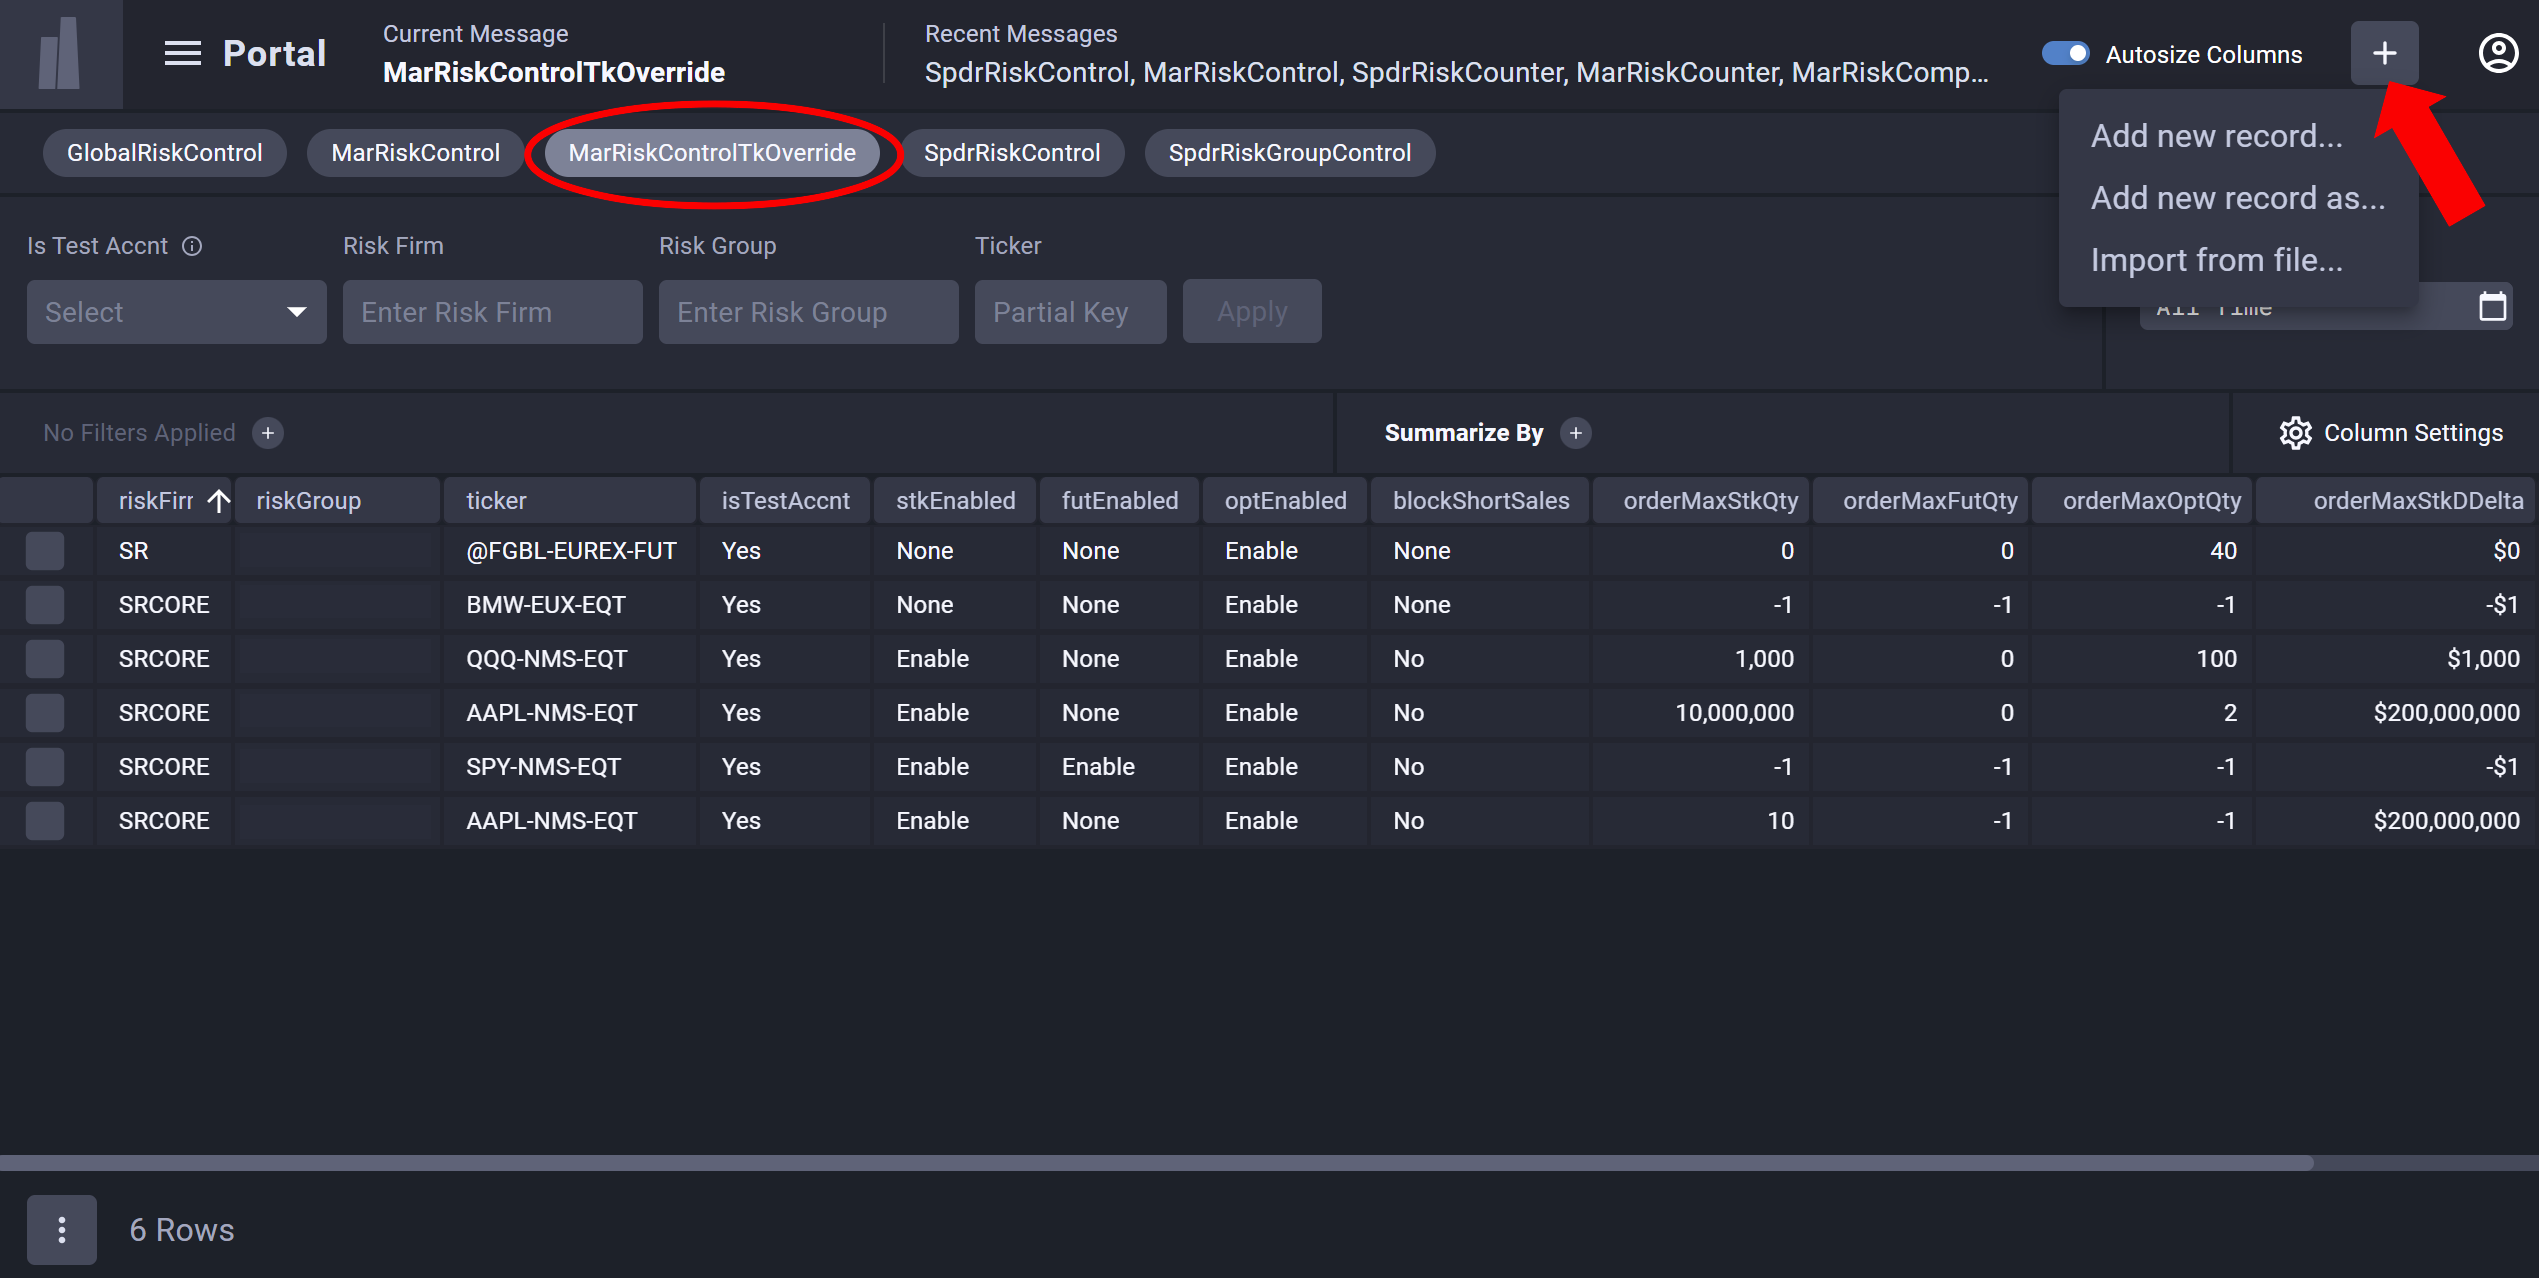 Portal
Current Message
MarRiskControlTkOverride
Recent Messages
SpdrRiskControl, MarRiskControl, SpdrRiskCounter, MarRiskCounter, MarRiskComp...
Autosize Columns
Add new record...
Add new record as...
Import from file...
GlobalRiskControl MarRiskControl MarRiskControlTkOverride SpdrRiskControl SpdrRiskGroupControl
Is Test Accnt Risk Firm Risk Group Ticker
Select Enter Risk Firm Enter Risk Group Partial Key Apply
All Time
No Filters Applied Summarize By Column Settings
riskFirr riskGroup ticker isTestAccnt stkEnabled futEnabled optEnabled blockShortSales orderMaxStkQty orderMaxFutQty orderMaxOptQty orderMaxStkDDelta
SR @FGBL-EUREX-FUT Yes None None Enable None 0 0 40 $0
SRCORE BMW-EUX-EQT Yes None None Enable None -1 -1 -1 -$1
SRCORE QQQ-NMS-EQT Yes Enable None Enable No 1,000 0 100 $1,000
SRCORE AAPL-NMS-EQT Yes Enable None Enable No 10,000,000 0 2 $200,000,000
SRCORE SPY-NMS-EQT Yes Enable Enable Enable No -1 -1 -1 -$1
SRCORE AAPL-NMS-EQT Yes Enable None Enable No 10 -1 -1 $200,000,000
6 Rows